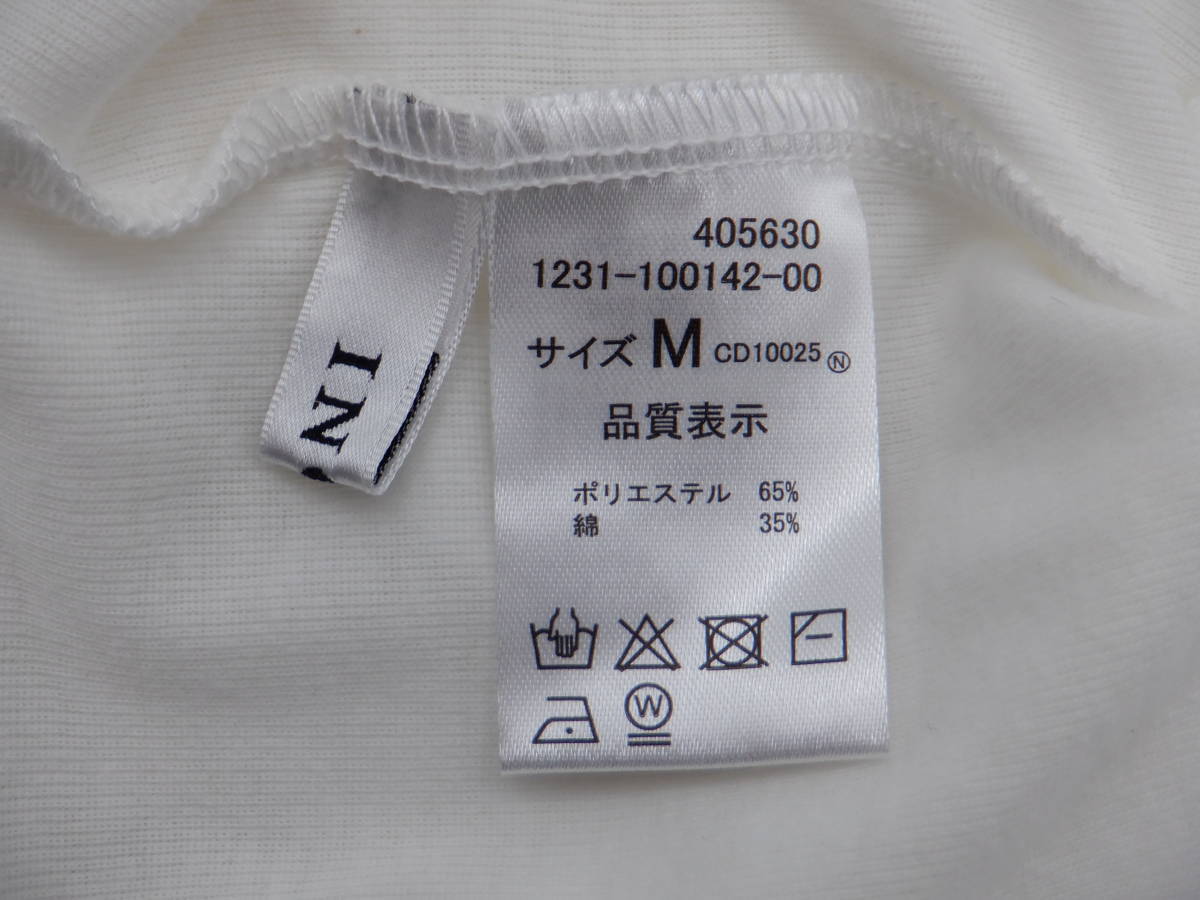 405630
1231-100142-00
サイズ M CD10025 Ⓝ
品質表示
ポリエステル 65%
綿 35%
W
IN